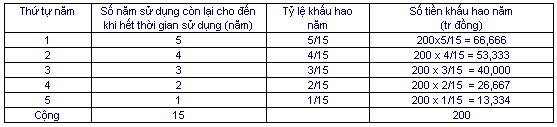 Thứ tự năm Số năm sử dụng còn lại cho đến khi hết thời gian sử dụng (năm) Tỷ lệ khấu hao năm Số tiền khấu hao năm (tr đồng)
1 5 5/15 200x5/15 = 66,666
2 4 4/15 200 x 4/15 = 53,333
3 3 3/15 200 x 3/15 = 40,000
4 2 2/15 200 x 2/15 = 26,667
5 1 1/15 200 x 1/15 = 13,334
Cộng 15 200